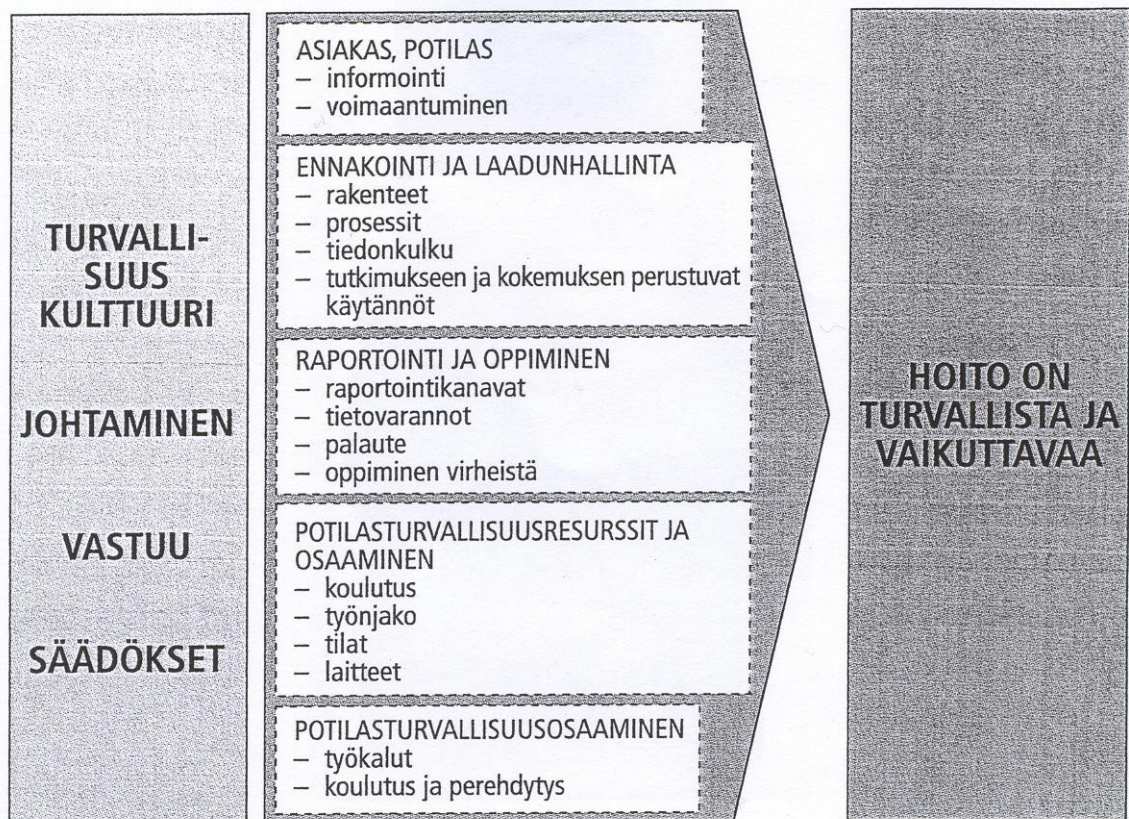 TURVALLI-
SUUS
KULTTUURI
JOHTAMINEN
VASTUU
SÄÄDÖKSET
ASIAKAS, POTILAS
– informointi
– voimaantuminen
ENNAKOINTI JA LAADUNHALLINTA
– rakenteet
– prosessit
– tiedonkulku
– tutkimukseen ja kokemuksen perustuvat
käytännöt
RAPORTOINTI JA OPPIMINEN
– raportointikanavat
– tietovarannot
– palaute
– oppiminen virheistä
POTILASTURVALLISUUSRESURSSIT JA
OSAAMINEN
– koulutus
– työnjako
– tilat
– laitteet
POTILASTURVALLISUUSOSAAMINEN
– työkalut
– koulutus ja perehdytys
HOITO ON
TURVALLISTA JA
VAIKUTTAVAA